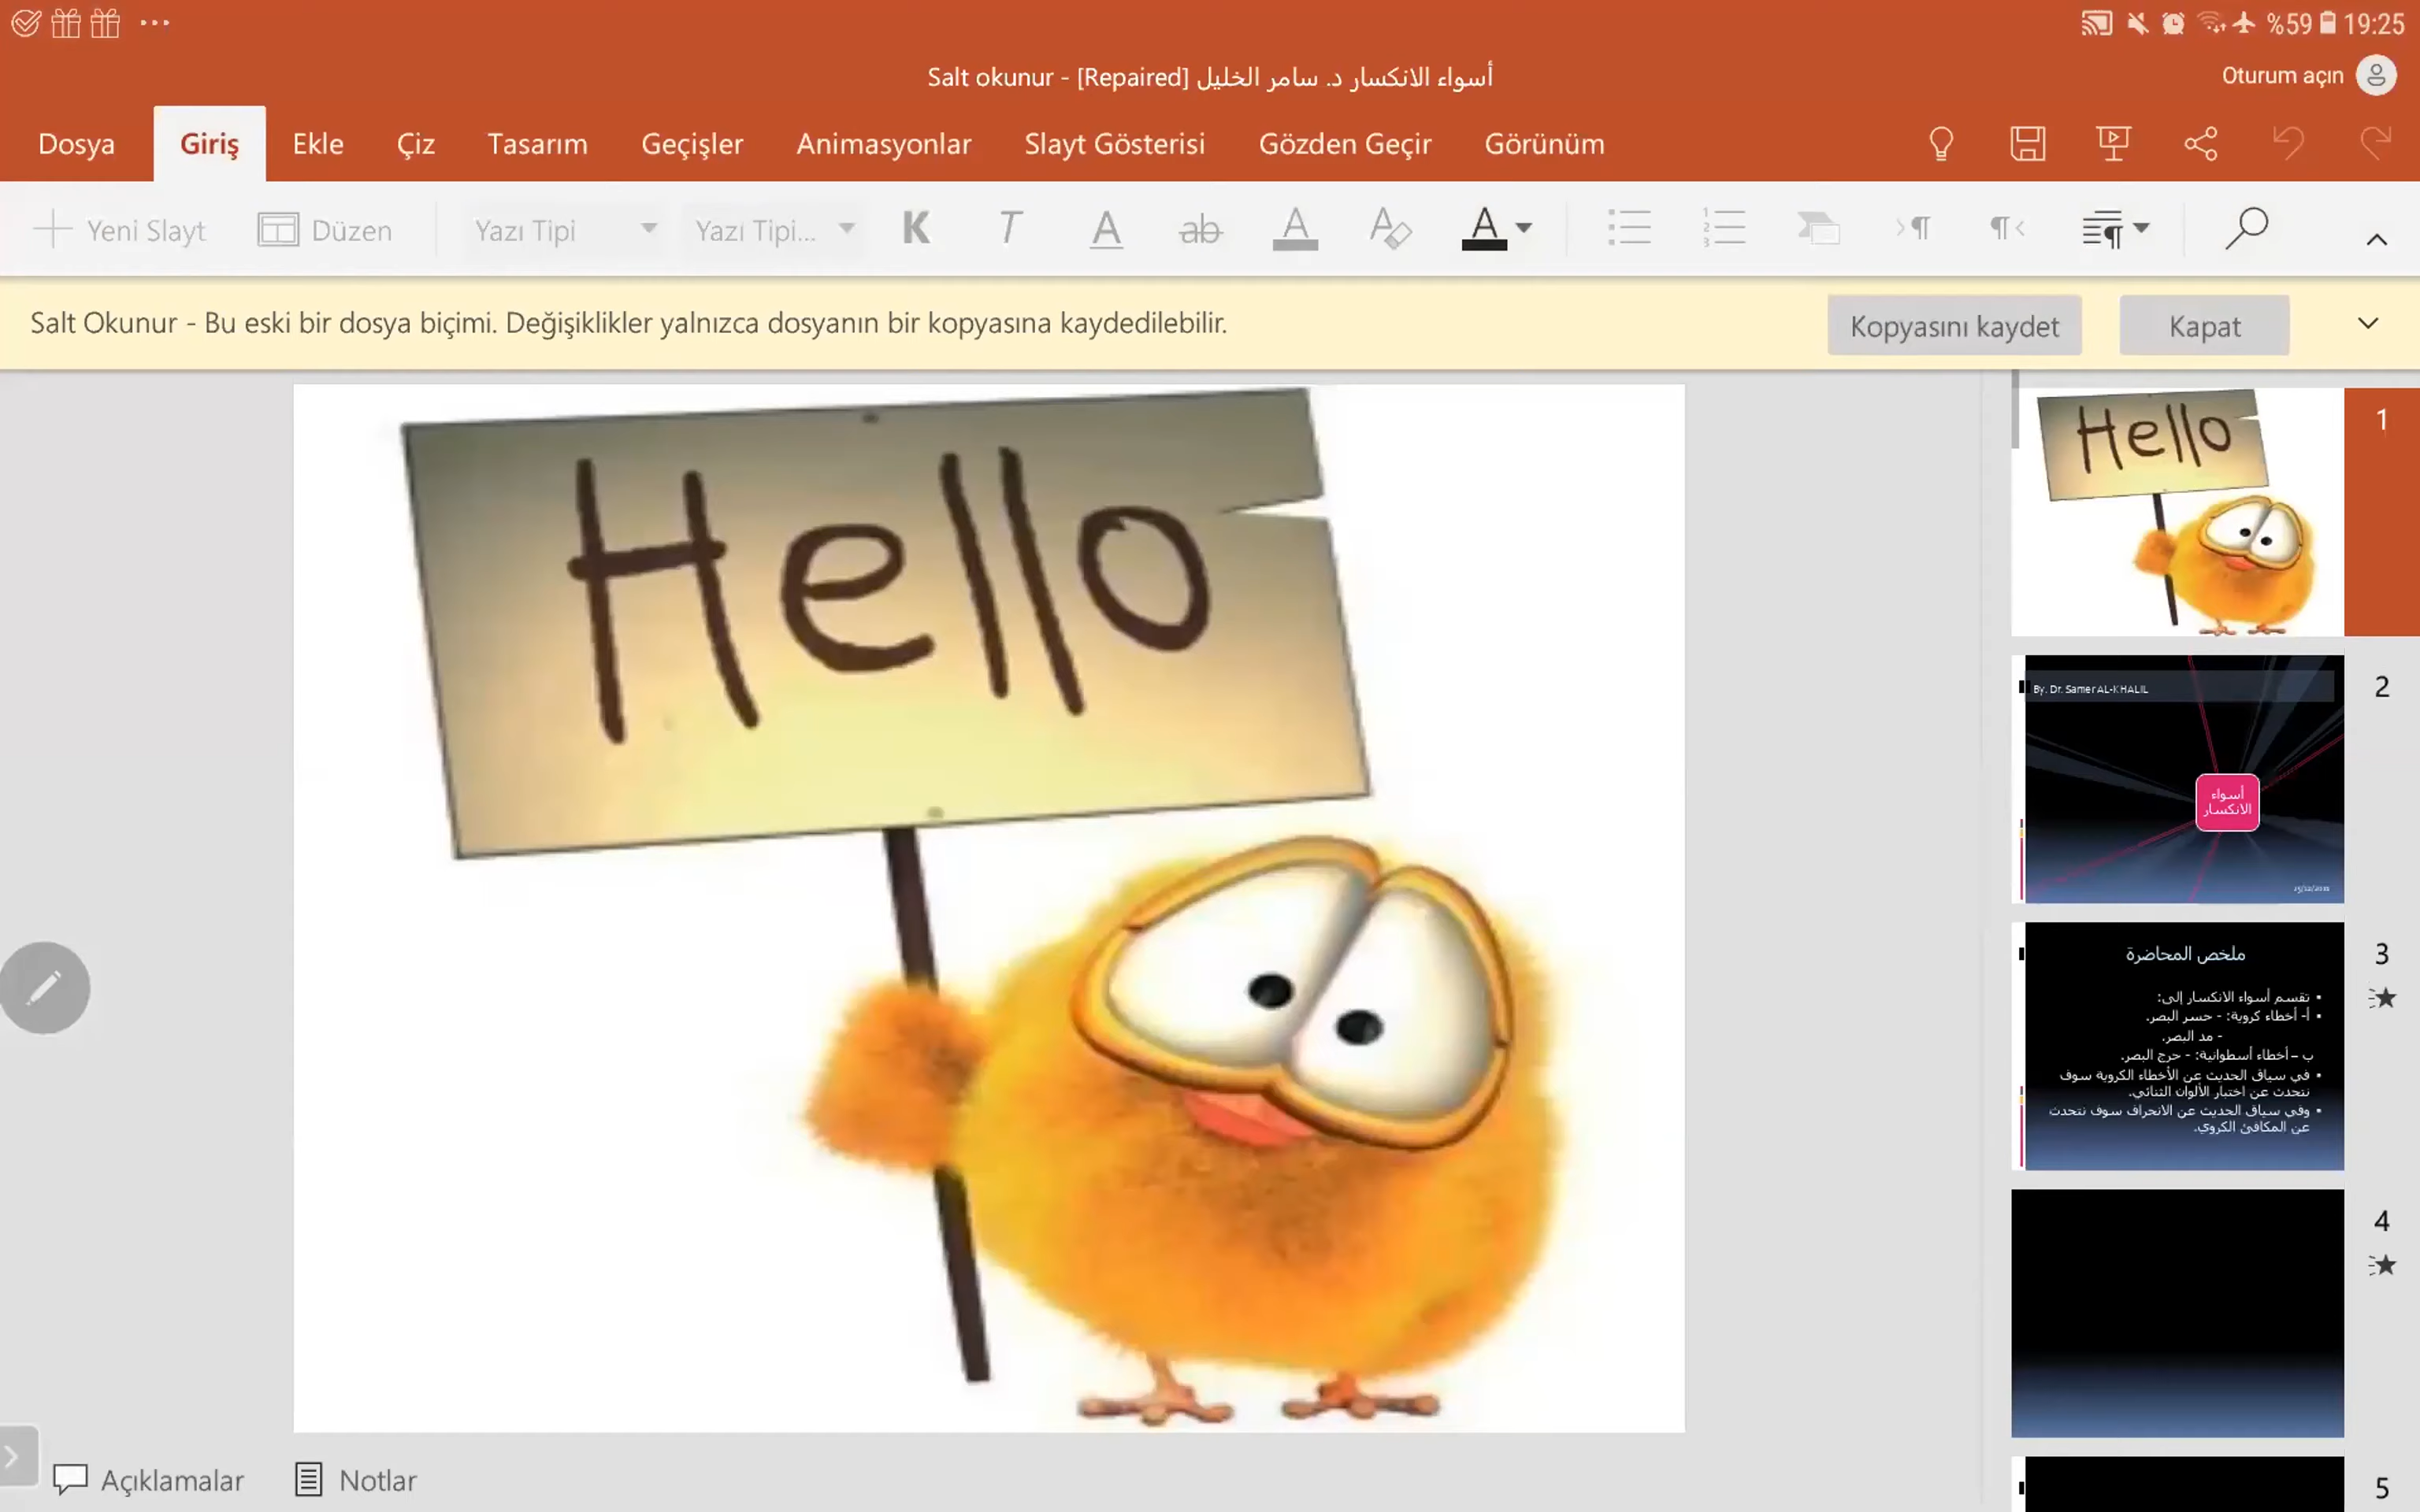 %59 19:25
أسواء الانكسار د. سامر الخليل [Repaired] - Salt okunur
Oturum açın
Dosya Giriş Ekle Çiz Tasarım Geçişler Animasyonlar Slayt Gösterisi Gözden Geçir Görünüm
Yeni Slayt Düzen Yazı Tipi Yazı Tipi... K T A ab A A A
Salt Okunur - Bu eski bir dosya biçimi. Değişiklikler yalnızca dosyanın bir kopyasına kaydedilebilir.
Kopyasını kaydet Kapat
Hello
Hello
1
By. Dr. Samer AL-KHALIL
أسواء
الانكسار
2
ملخص المحاضرة
• تقسم أسواء الانكسار إلى:
• أ- أخطاء كروية: - حسر البصر.
- مد البصر.
ب – أخطاء أسطوانية: - حرج البصر.
• في سياق الحديث عن الأخطاء الكروية سوف
نتحدث عن اختبار الألوان الثنائي.
• وفي سياق الحديث عن الانحراف سوف نتحدث
عن المكافئ الكروي.
3
4
5
Açıklamalar Notlar